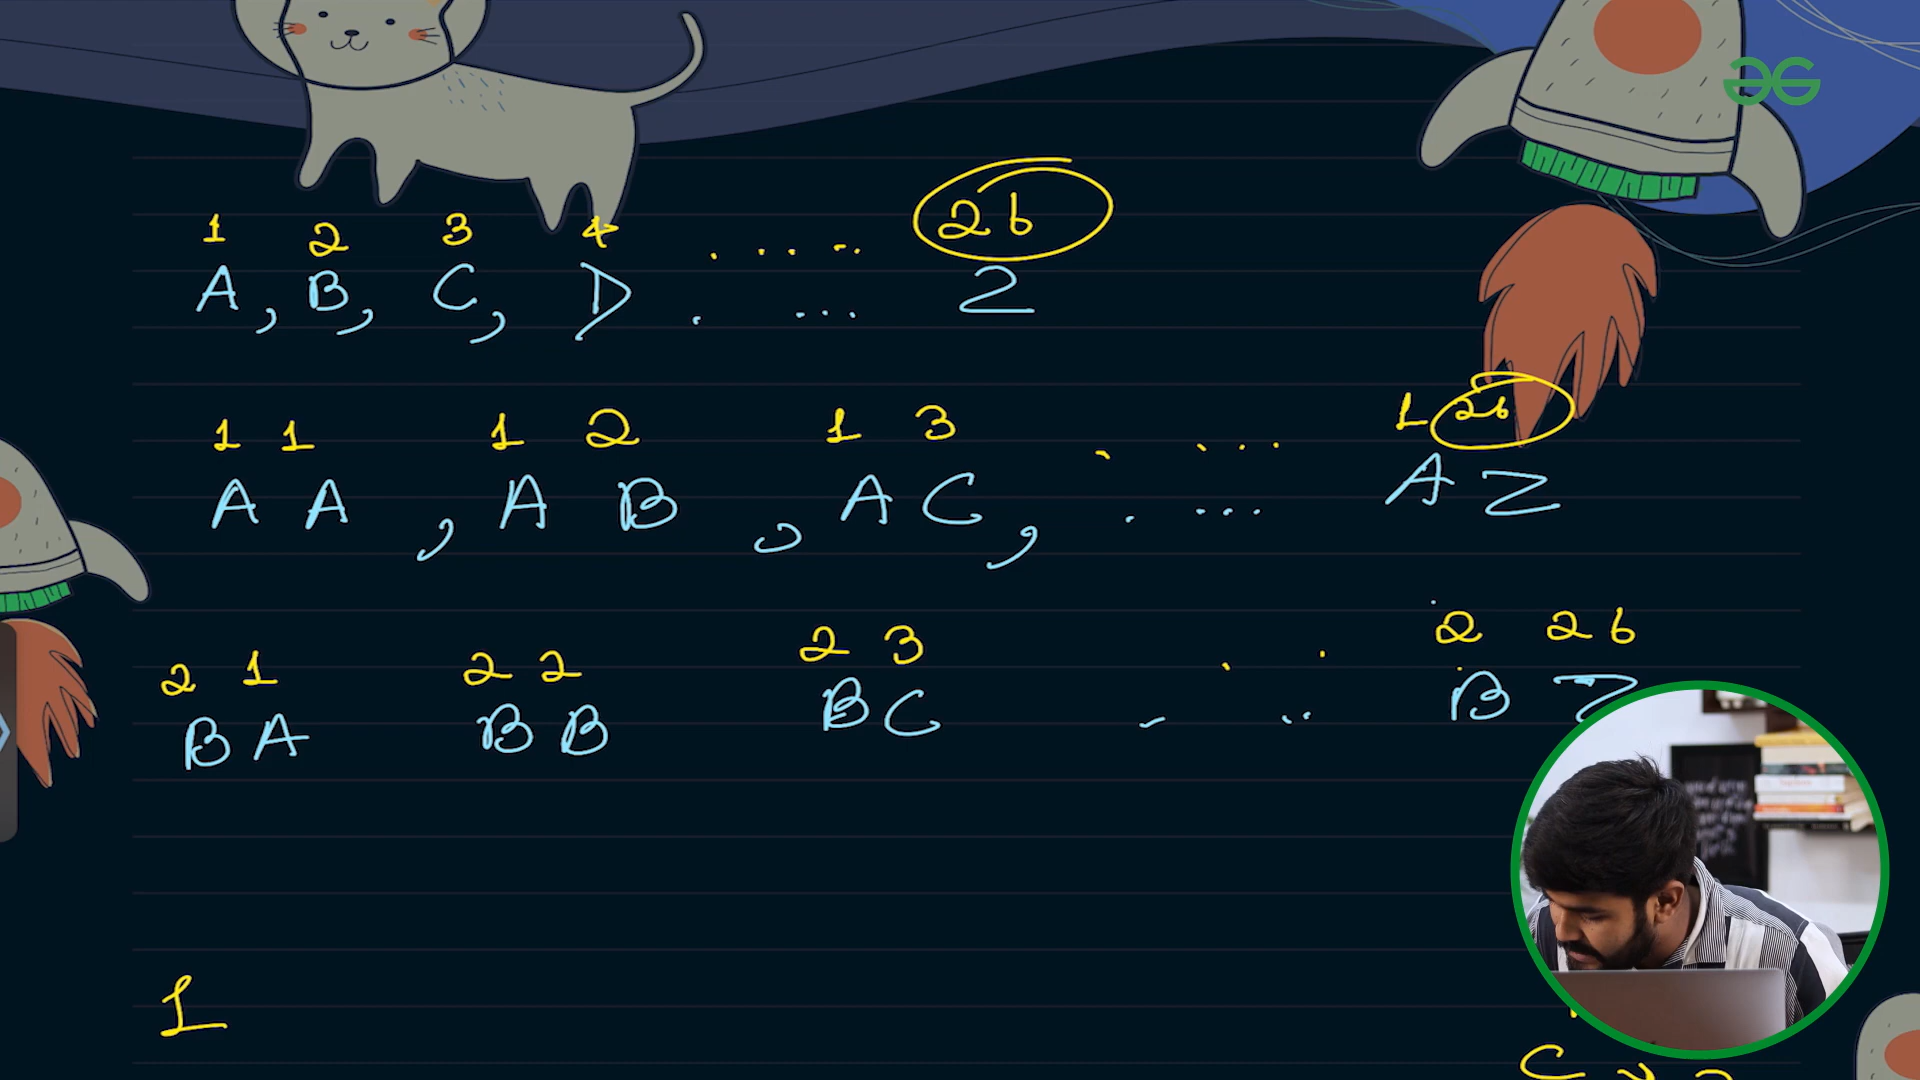 1 2 3 4 ..... 26
A, B, C, D . ... Z
1 1 1 2 1 3 . ... 1 26
A A , A B , A C , . ... A Z
2 1 2 2 2 3 . . 2 26
B A B B B C - .. B Z
1
C